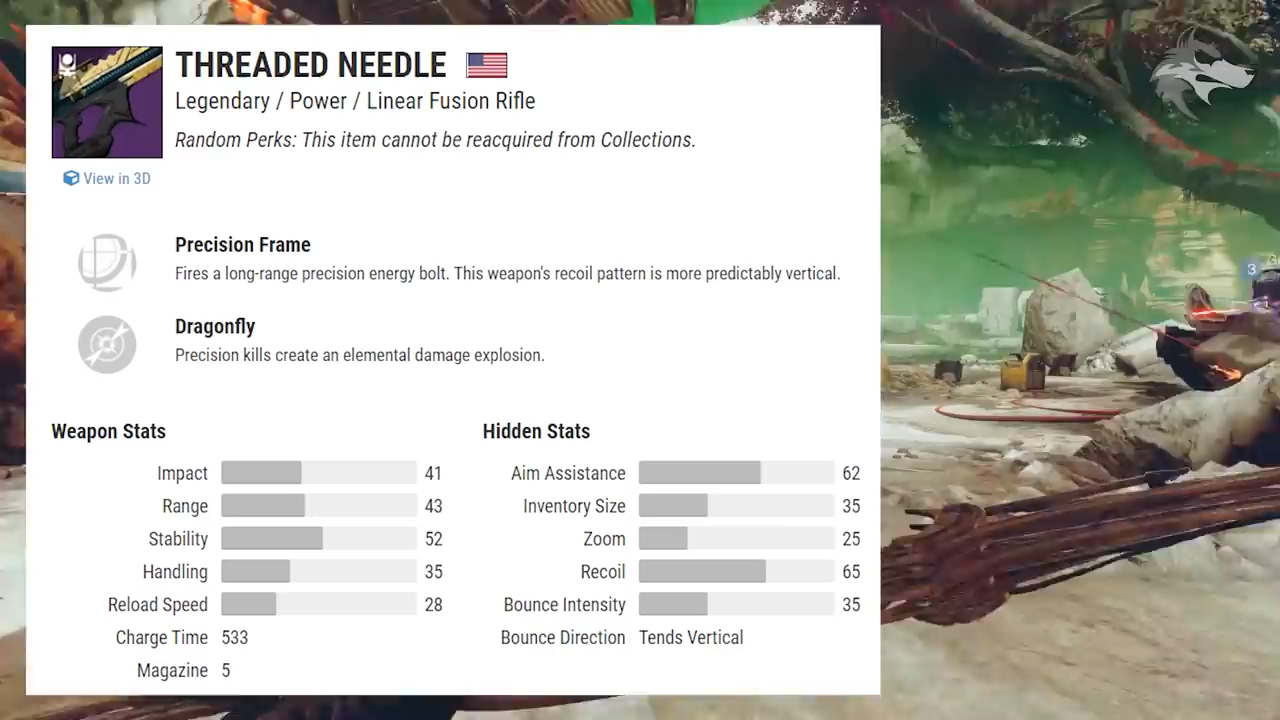 THREADED NEEDLE
Legendary / Power / Linear Fusion Rifle
Random Perks: This item cannot be reacquired from Collections.
View in 3D
Precision Frame
Fires a long-range precision energy bolt. This weapon's recoil pattern is more predictably vertical.
Dragonfly
Precision kills create an elemental damage explosion.
Weapon Stats
Impact 41
Range 43
Stability 52
Handling 35
Reload Speed 28
Charge Time 533
Magazine 5
Hidden Stats
Aim Assistance 62
Inventory Size 35
Zoom 25
Recoil 65
Bounce Intensity 35
Bounce Direction Tends Vertical
3